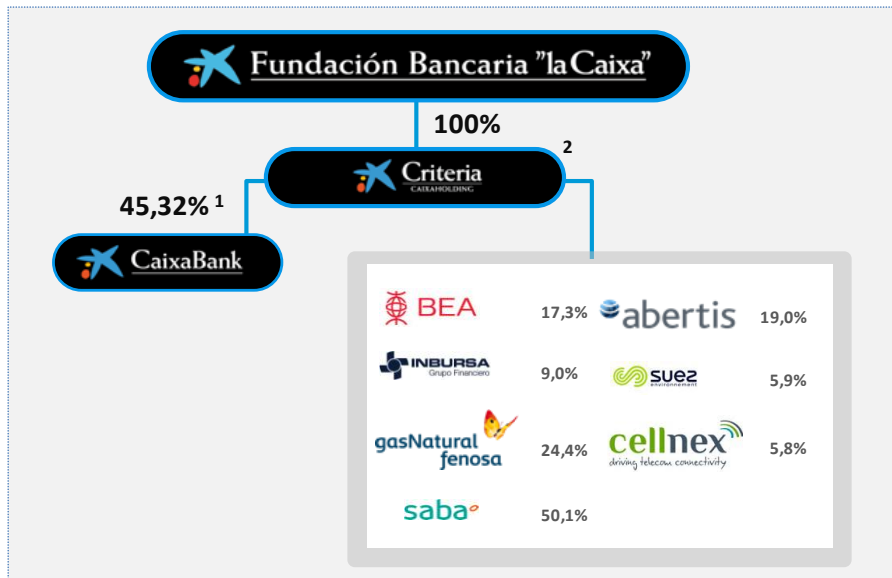 Fundación Bancaria "la Caixa"
100%
2
Criteria
CAIXAHOLDING
45,32% 1
CaixaBank
BEA
17,3%
abertis
19,0%
INBURSA
Grupo Financiero
9,0%
suez
environnement
5,9%
gasNatural
fenosa
24,4%
cellnex
driving telecom connectivity
5,8%
saba
50,1%